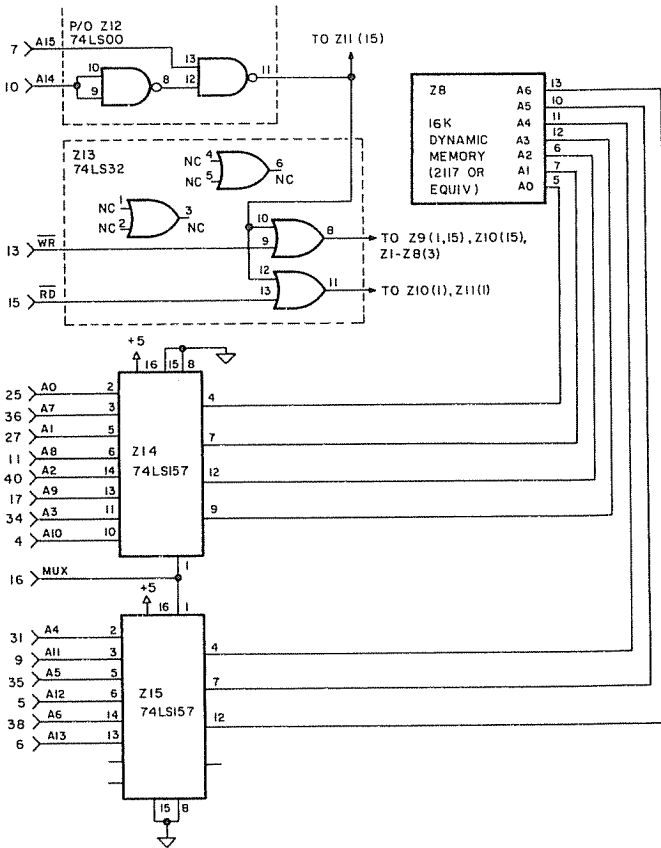 P/O Z12
74LS00
7 A15
10 A14
10
9
8
13
12
11
TO Z11 (15)
Z8
16K
DYNAMIC
MEMORY
(2117 OR
EQUIV)
A6 13
A5 10
A4 11
A3 12
A2 6
A1 7
A0 5
Z13
74LS32
NC 4
NC 5
6
NC
NC 1
NC 2
3
NC
13 WR
10
9
8
TO Z9 (1,15), Z10 (15),
Z1-Z8 (3)
15 RD
12
13
11
TO Z10 (1), Z11 (1)
+5
16 15 8
25 A0 2
36 A7 3
27 A1 5
11 A8 6
40 A2 14
17 A9 13
34 A3 11
4 A10 10
Z14
74LS157
4
7
12
9
1
16 MUX
+5
16 1
31 A4 2
9 A11 3
35 A5 5
5 A12 6
38 A6 14
6 A13 13
Z15
74LS157
4
7
12
15 8